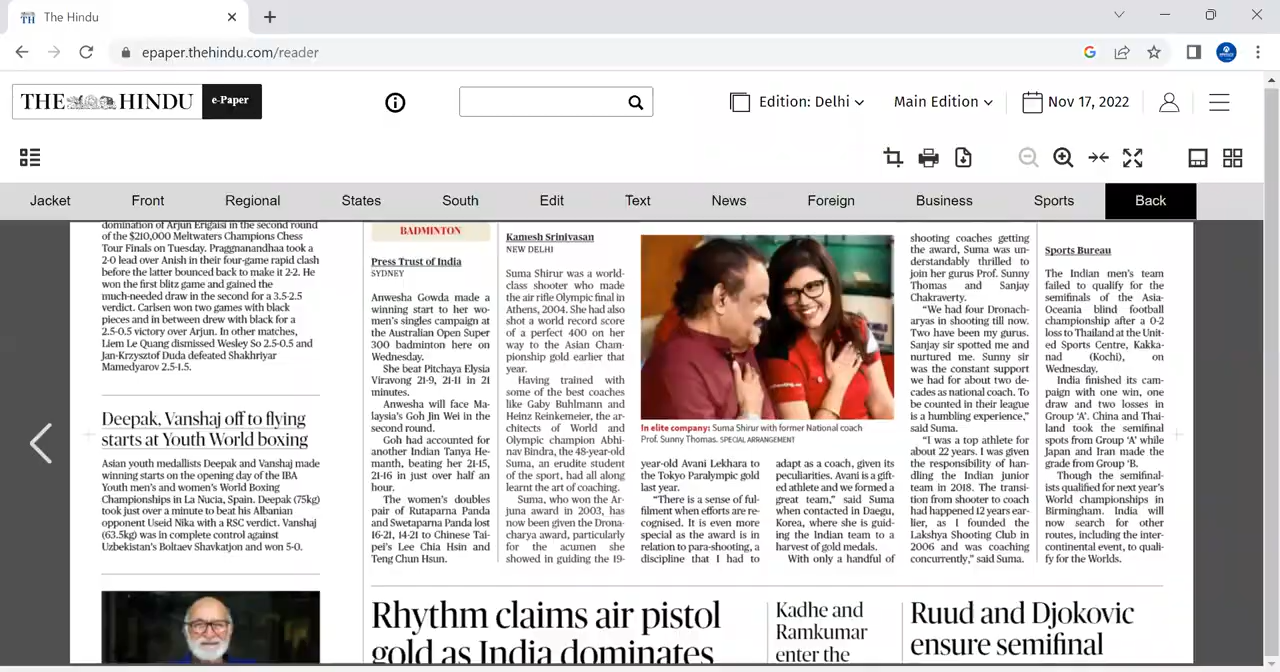 The Hindu
epaper.thehindu.com/reader
THE HINDU e-Paper
Edition: Delhi
Main Edition
Nov 17, 2022
Jacket Front Regional States South Edit Text News Foreign Business Sports Back
domination of Arjun Erigaisi in the second round
of the $210,000 Meltwaters Champions Chess
Tour Finals on Tuesday. Praggnanandhaa took a
2-0 lead over Anish in their four-game rapid clash
before the latter bounced back to make it 2-2. He
won the first blitz game and gained the
much-needed draw in the second for a 3.5-2.5
verdict. Carlsen won two games with black
pieces and in between drew with black for a
2.5-0.5 victory over Arjun. In other matches,
Liem Le Quang dismissed Wesley So 2.5-0.5 and
Jan-Krzysztof Duda defeated Shakhriyar
Mamedyarov 2.5-1.5.
Deepak, Vanshaj off to flying
starts at Youth World boxing
Asian youth medallists Deepak and Vanshaj made
winning starts on the opening day of the IBA
Youth men's and women's World Boxing
Championships in La Nucia, Spain. Deepak (75kg)
took just over a minute to beat his Albanian
opponent Useid Nika with a RSC verdict. Vanshaj
(63.5kg) was in complete control against
Uzbekistan's Boltaev Shavkatjon and won 5-0.
BADMINTON
Press Trust of India
SYDNEY
Anwesha Gowda made a
winning start to her wo-
men's singles campaign at
the Australian Open Super
300 badminton here on
Wednesday.
She beat Pitchaya Elysia
Viravong 21-9, 21-11 in 21
minutes.
Anwesha will face Ma-
laysia's Goh Jin Wei in the
second round.
Goh had accounted for
another Indian Tanya He-
manth, beating her 21-15,
21-16 in just over half an
hour.
The women's doubles
pair of Rutaparna Panda
and Swetaparna Panda lost
16-21, 14-21 to Chinese Tai-
pei's Lee Chia Hsin and
Teng Chun Hsun.
Kamesh Srinivasan
NEW DELHI
Suma Shirur was a world-
class shooter who made
the air rifle Olympic final in
Athens, 2004. She had also
shot a world record score
of a perfect 400 on her
way to the Asian Cham-
pionship gold earlier that
year.
Having trained with
some of the best coaches
like Gaby Buhlmann and
Heinz Reinkemeier, the ar-
chitects of World and
Olympic champion Abhi-
nav Bindra, the 48-year-old
Suma, an erudite student
of the sport, had all along
learnt the art of coaching.
Suma, who won the Ar-
juna award in 2003, has
now been given the Drona-
charya award, particularly
for the acumen she
showed in guiding the 19-
In elite company: Suma Shirur with former National coach
Prof. Sunny Thomas. SPECIAL ARRANGEMENT
year-old Avani Lekhara to
the Tokyo Paralympic gold
last year.
"There is a sense of ful-
filment when efforts are re-
cognised. It is even more
special as the award is in
relation to para-shooting, a
discipline that I had to
adapt as a coach, given its
peculiarities. Avani is a gift-
ed athlete and we formed a
great team," said Suma
when contacted in Daegu,
Korea, where she is guid-
ing the Indian team to a
harvest of gold medals.
With only a handful of
shooting coaches getting
the award, Suma was un-
derstandably thrilled to
join her gurus Prof. Sunny
Thomas and Sanjay
Chakraverty.
"We had four Dronach-
aryas in shooting till now.
Two have been my gurus.
Sanjay sir spotted me and
nurtured me. Sunny sir
was the constant support
we had for about two de-
cades as national coach. To
be counted in their league
is a humbling experience,"
said Suma.
"I was a top athlete for
about 22 years. I was given
the responsibility of han-
dling the Indian junior
team in 2018. The transi-
tion from shooter to coach
had happened 12 years ear-
lier, as I founded the
Lakshya Shooting Club in
2006 and was coaching
concurrently," said Suma.
Sports Bureau
The Indian men's team
failed to qualify for the
semifinals of the Asia-
Oceania blind football
championship after a 0-2
loss to Thailand at the Unit-
ed Sports Centre, Kakka-
nad (Kochi), on
Wednesday.
India finished its cam-
paign with one win, one
draw and two losses in
Group 'A'. China and Thai-
land took the semifinal
spots from Group 'A' while
Japan and Iran made the
grade from Group 'B.
Though the semifinal-
ists qualified for next year's
World championships in
Birmingham. India will
now search for other
routes, including the inter-
continental event, to quali-
fy for the Worlds.
Rhythm claims air pistol
gold as India dominates
Kadhe and
Ramkumar
enter the
Ruud and Djokovic
ensure semifinal